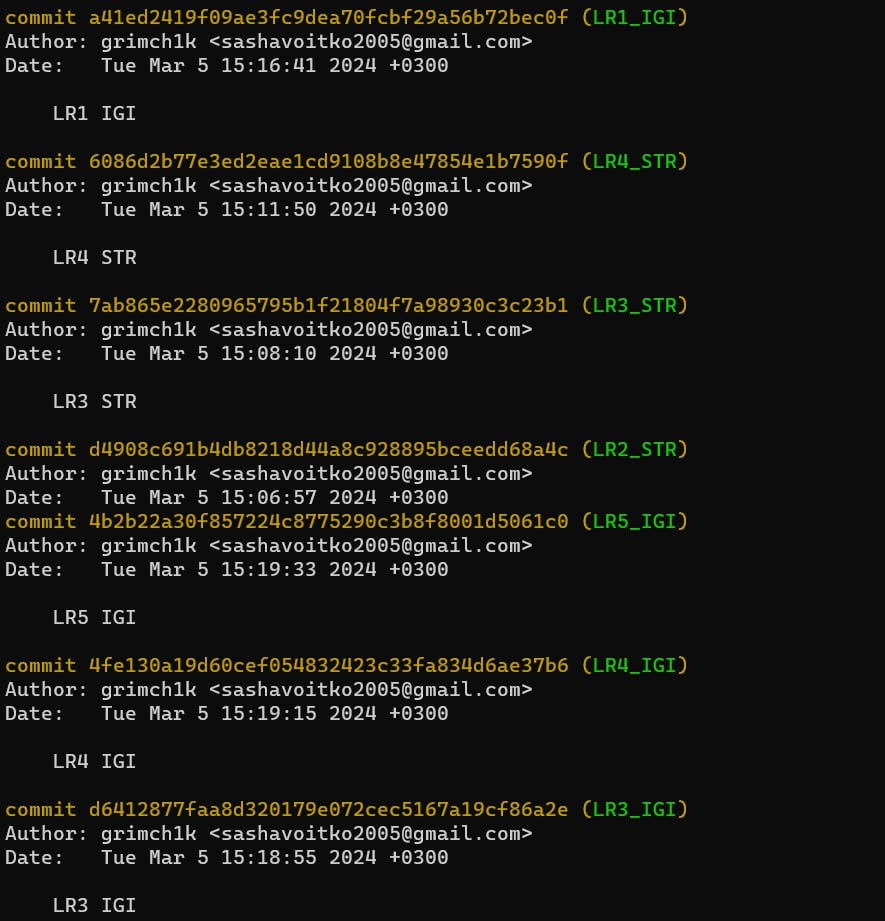 commit a41ed2419f09ae3fc9dea70fcbf29a56b72bec0f (LR1_IGI)
Author: grimch1k <sashavoitko2005@gmail.com>
Date:   Tue Mar 5 15:16:41 2024 +0300
LR1 IGI
commit 6086d2b77e3ed2eae1cd9108b8e47854e1b7590f (LR4_STR)
Author: grimch1k <sashavoitko2005@gmail.com>
Date:   Tue Mar 5 15:11:50 2024 +0300
LR4 STR
commit 7ab865e2280965795b1f21804f7a98930c3c23b1 (LR3_STR)
Author: grimch1k <sashavoitko2005@gmail.com>
Date:   Tue Mar 5 15:08:10 2024 +0300
LR3 STR
commit d4908c691b4db8218d44a8c928895bceedd68a4c (LR2_STR)
Author: grimch1k <sashavoitko2005@gmail.com>
Date:   Tue Mar 5 15:06:57 2024 +0300
commit 4b2b22a30f857224c8775290c3b8f8001d5061c0 (LR5_IGI)
Author: grimch1k <sashavoitko2005@gmail.com>
Date:   Tue Mar 5 15:19:33 2024 +0300
LR5 IGI
commit 4fe130a19d60cef054832423c33fa834d6ae37b6 (LR4_IGI)
Author: grimch1k <sashavoitko2005@gmail.com>
Date:   Tue Mar 5 15:19:15 2024 +0300
LR4 IGI
commit d6412877faa8d320179e072cec5167a19cf86a2e (LR3_IGI)
Author: grimch1k <sashavoitko2005@gmail.com>
Date:   Tue Mar 5 15:18:55 2024 +0300
LR3 IGI